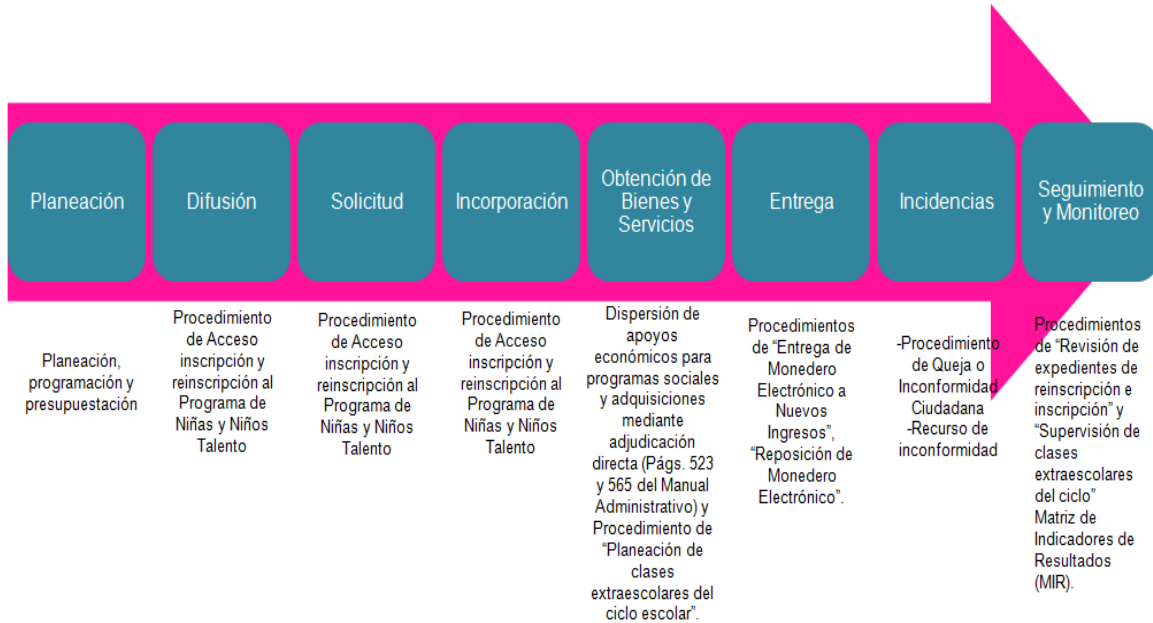 Planeación
Difusión
Solicitud
Incorporación
Obtención de
Bienes y
Servicios
Entrega
Incidencias
Seguimiento
y Monitoreo
Planeación,
programación y
presupuestación
Procedimiento
de Acceso
inscripción y
reinscripción al
Programa de
Niñas y Niños
Talento
Procedimiento
de Acceso
inscripción y
reinscripción al
Programa de
Niñas y Niños
Talento
Procedimiento
de Acceso
inscripción y
reinscripción al
Programa de
Niñas y Niños
Talento
Dispersión de
apoyos
económicos para
programas sociales
y adquisiciones
mediante
adjudicación
directa (Págs. 523
y 565 del Manual
Administrativo) y
Procedimiento de
“Planeación de
clases
extraescolares del
ciclo escolar”.
Procedimientos
de “Entrega de
Monedero
Electrónico a
Nuevos
Ingresos”,
“Reposición de
Monedero
Electrónico”.
-Procedimiento
de Queja o
Inconformidad
Ciudadana
-Recurso de
inconformidad
Procedimientos
de “Revisión de
expedientes de
reinscripción e
inscripción” y
“Supervisión de
clases
extraescolares
del ciclo”
Matriz de
Indicadores de
Resultados
(MIR).